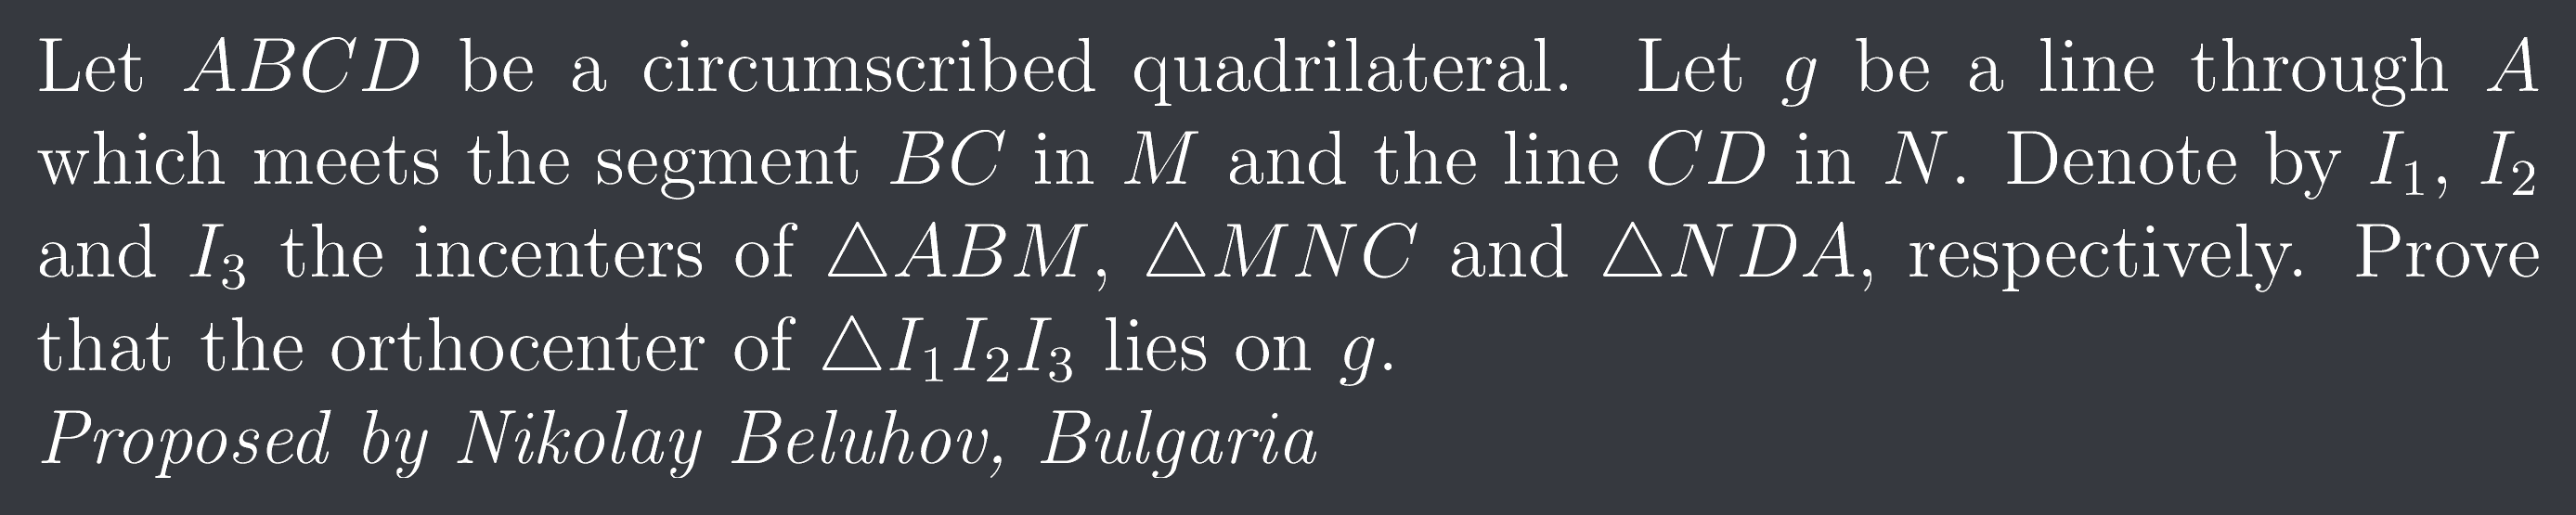 Let ABCD be a circumscribed quadrilateral. Let g be a line through A
which meets the segment BC in M and the line CD in N. Denote by I₁, I₂
and I₃ the incenters of △ABM, △MNC and △NDA, respectively. Prove
that the orthocenter of △I₁I₂I₃ lies on g.
Proposed by Nikolay Beluhov, Bulgaria